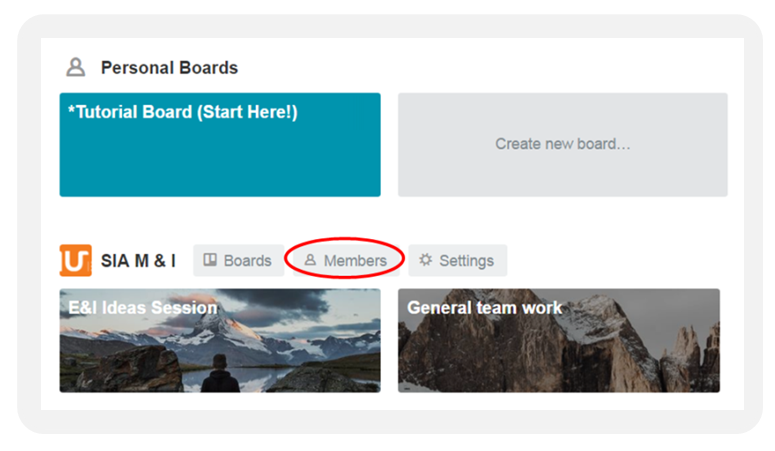 Personal Boards
*Tutorial Board (Start Here!)
Create new board...
U SIA M & I Boards Members Settings
E&I Ideas Session
General team work